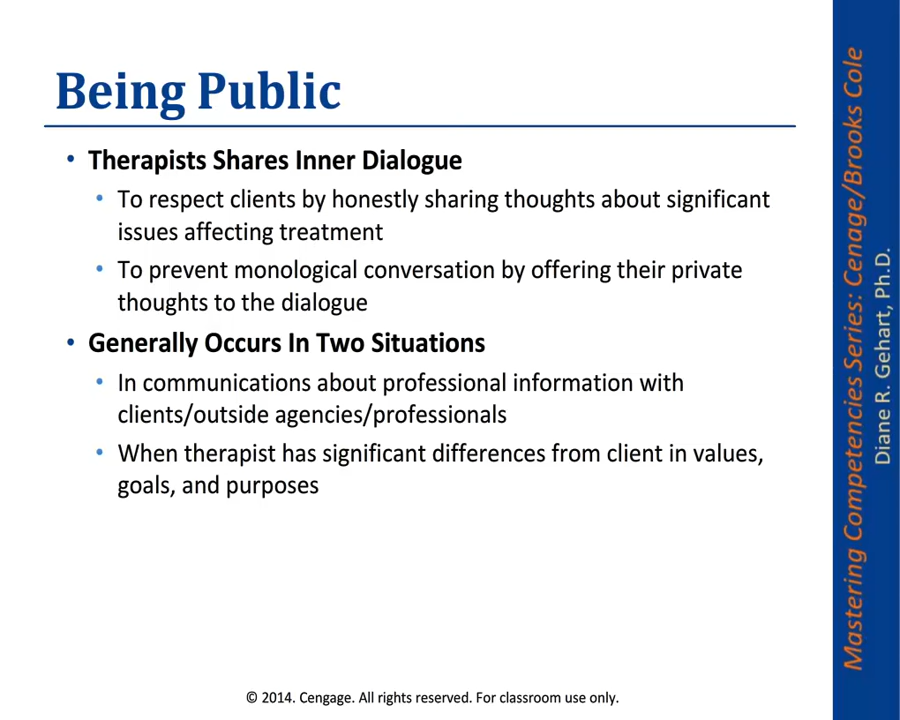 Being Public
• Therapists Shares Inner Dialogue
• To respect clients by honestly sharing thoughts about significant
issues affecting treatment
• To prevent monological conversation by offering their private
thoughts to the dialogue
• Generally Occurs In Two Situations
• In communications about professional information with
clients/outside agencies/professionals
• When therapist has significant differences from client in values,
goals, and purposes
© 2014. Cengage. All rights reserved. For classroom use only.
Mastering Competencies Series: Cenage/Brooks Cole
Diane R. Gehart, Ph.D.